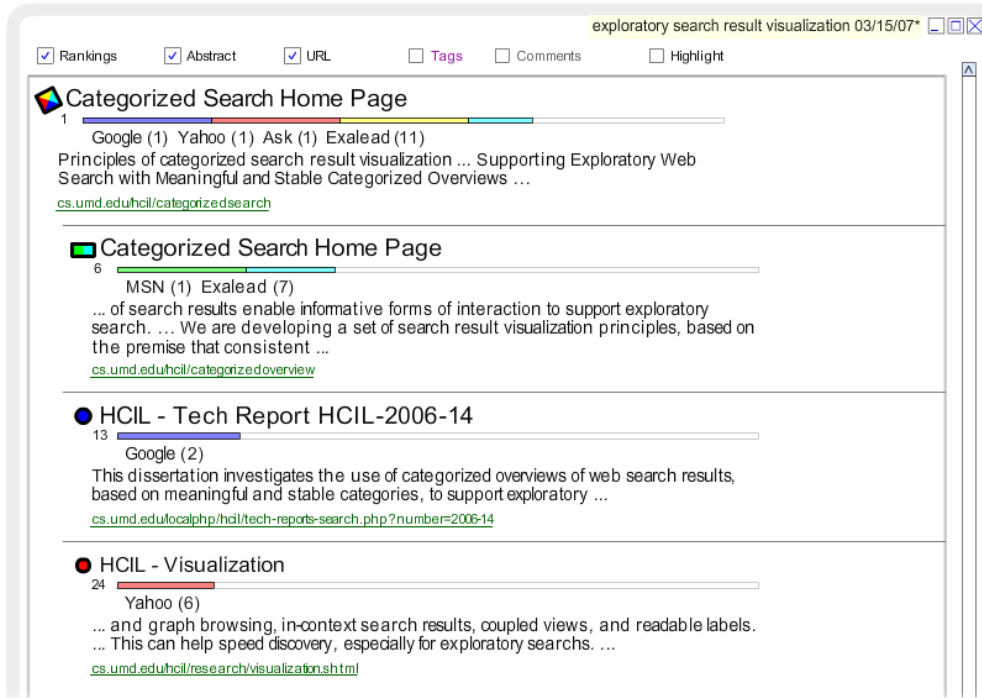 exploratory search result visualization 03/15/07*
Rankings Abstract URL Tags Comments Highlight
Categorized Search Home Page
1
Google (1) Yahoo (1) Ask (1) Exalead (11)
Principles of categorized search result visualization ... Supporting Exploratory Web
Search with Meaningful and Stable Categorized Overviews ...
cs.umd.edu/hcil/categorizedsearch
Categorized Search Home Page
6
MSN (1) Exalead (7)
... of search results enable informative forms of interaction to support exploratory
search. ... We are developing a set of search result visualization principles, based on
the premise that consistent ...
cs.umd.edu/hcil/categorizedoverview
HCIL - Tech Report HCIL-2006-14
13
Google (2)
This dissertation investigates the use of categorized overviews of web search results,
based on meaningful and stable categories, to support exploratory ...
cs.umd.edu/localphp/hcil/tech-reports-search.php?number=2006-14
HCIL - Visualization
24
Yahoo (6)
... and graph browsing, in-context search results, coupled views, and readable labels.
... This can help speed discovery, especially for exploratory searchs. ...
cs.umd.edu/hcil/research/visualization.shtml